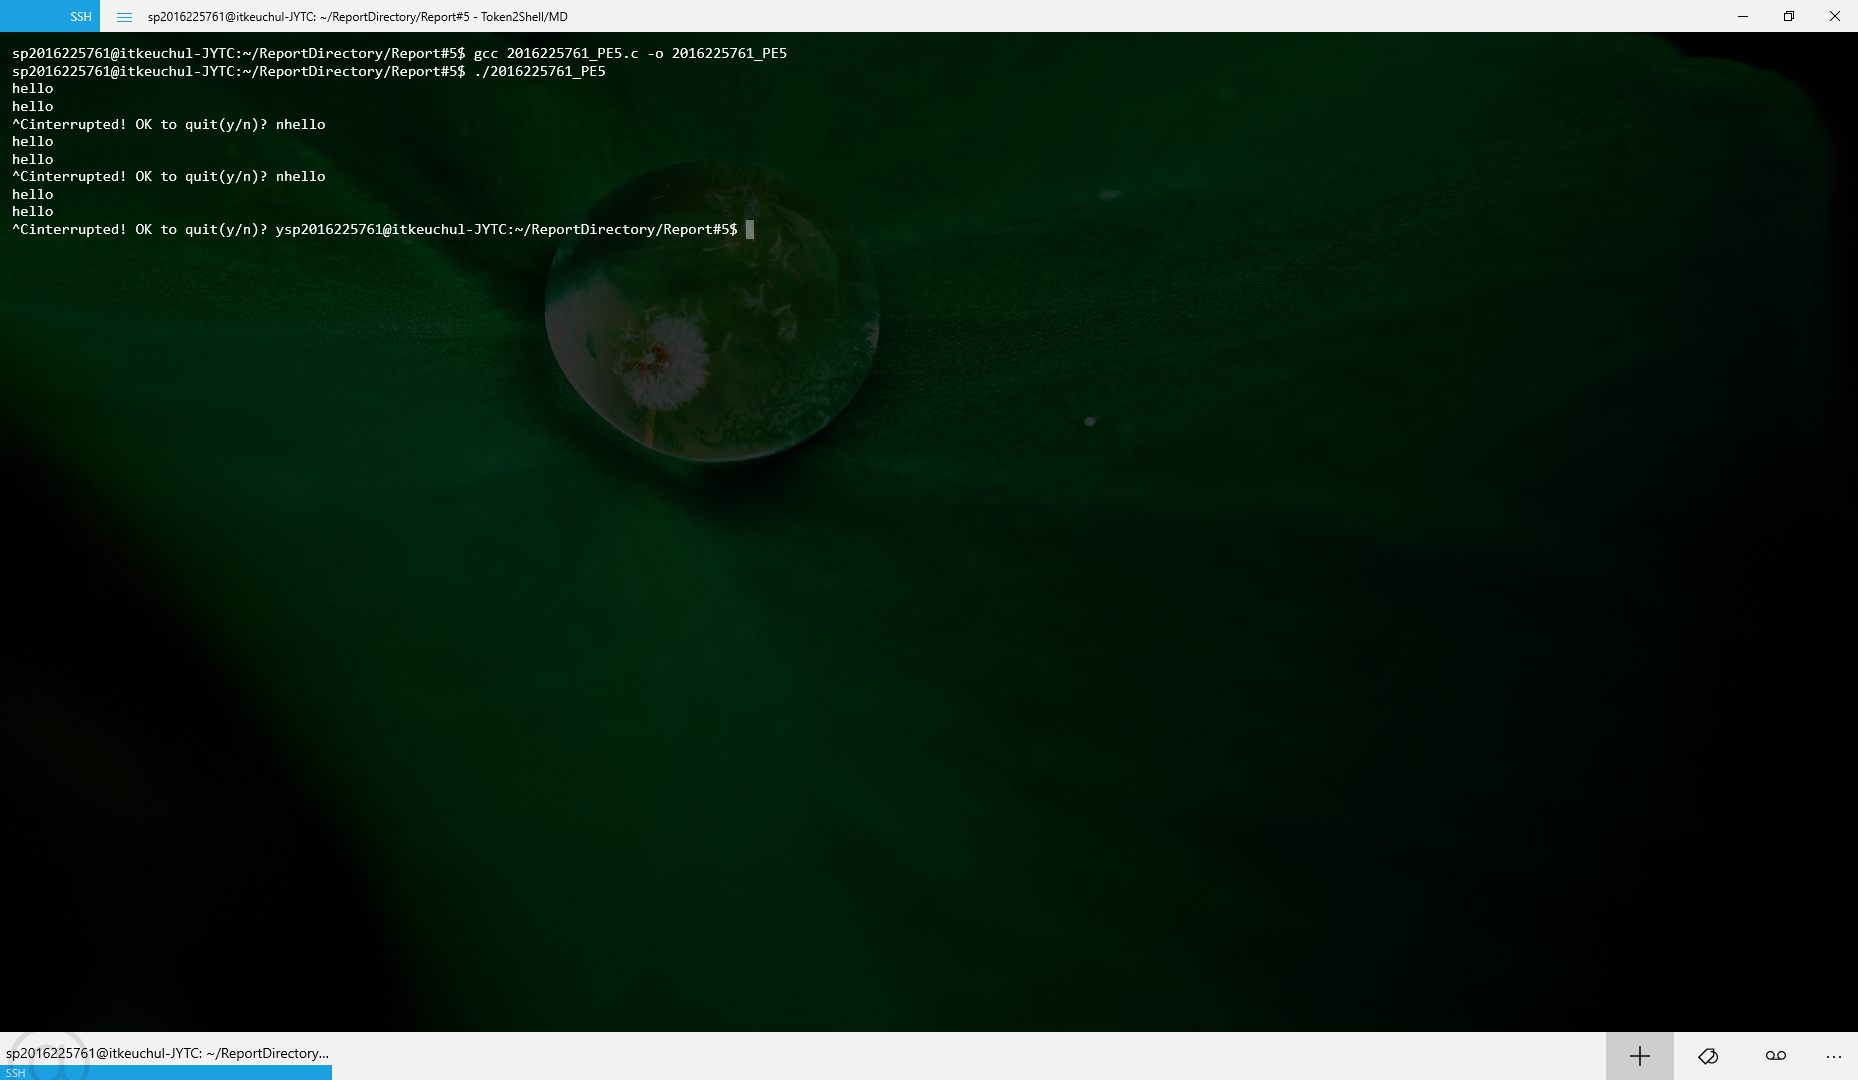 SSH
sp2016225761@itkeuchul-JYTC: ~/ReportDirectory/Report#5 - Token2Shell/MD
sp2016225761@itkeuchul-JYTC:~/ReportDirectory/Report#5$ gcc 2016225761_PE5.c -o 2016225761_PE5
sp2016225761@itkeuchul-JYTC:~/ReportDirectory/Report#5$ ./2016225761_PE5
hello
hello
^Cinterrupted! OK to quit(y/n)? nhello
hello
hello
^Cinterrupted! OK to quit(y/n)? nhello
hello
hello
^Cinterrupted! OK to quit(y/n)? ysp2016225761@itkeuchul-JYTC:~/ReportDirectory/Report#5$
sp2016225761@itkeuchul-JYTC: ~/ReportDirectory...
SSH